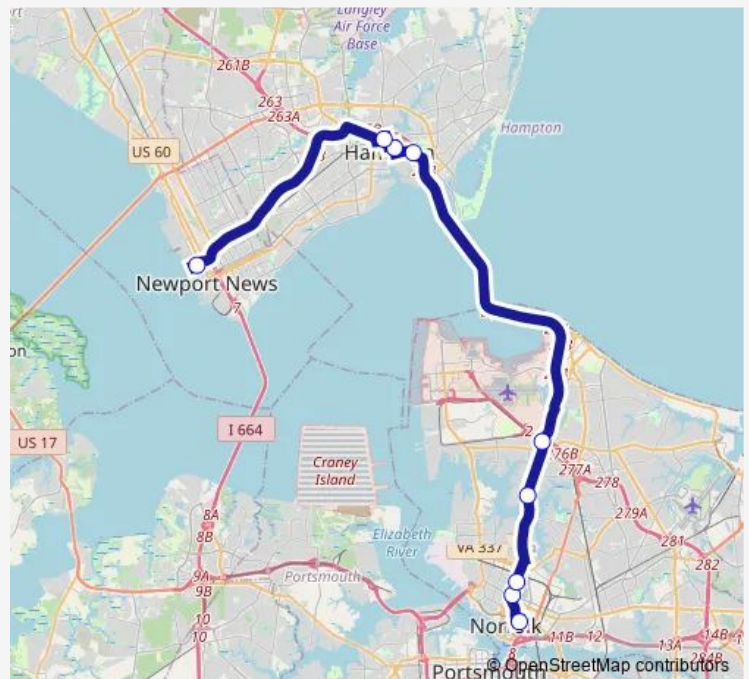 Langley
Air Force
Base
261B
263
263A
US 60
Hampton
Newport News
7
US 17
I 664
Craney
Island
276B
277A
278
279A
281
282
Elizabeth
River
VA 337
8A
8B
9A
9B
10
10
Portsmouth
Norfolk
8
11B
12
13A
14B
284B
Portsmouth
© OpenStreetMap contributors